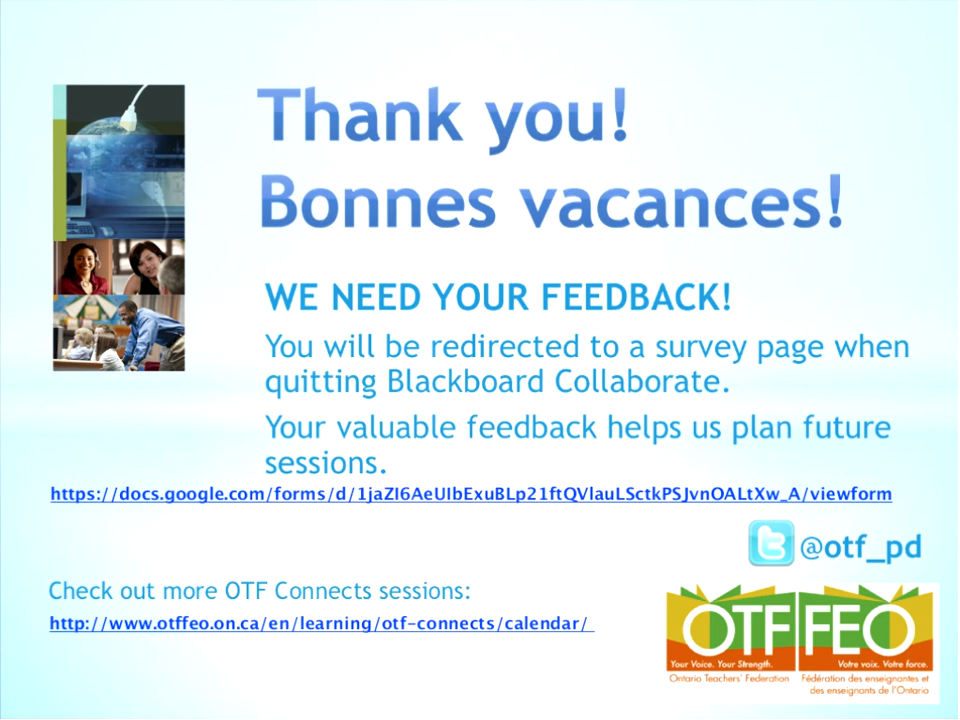 Thank you!
Bonnes vacances!
WE NEED YOUR FEEDBACK!
You will be redirected to a survey page when
quitting Blackboard Collaborate.
Your valuable feedback helps us plan future
sessions.
https://docs.google.com/forms/d/1jaZI6AeUIbExuBLp21ftQVlauLSctkPSJvnOALtXw_A/viewform
@otf_pd
Check out more OTF Connects sessions:
http://www.otffeo.on.ca/en/learning/otf-connects/calendar/
OTF FEO
Your Voice. Your Strength. Votre voix. Votre force.
Ontario Teachers' Federation Fédération des enseignantes et
des enseignants de l'Ontario